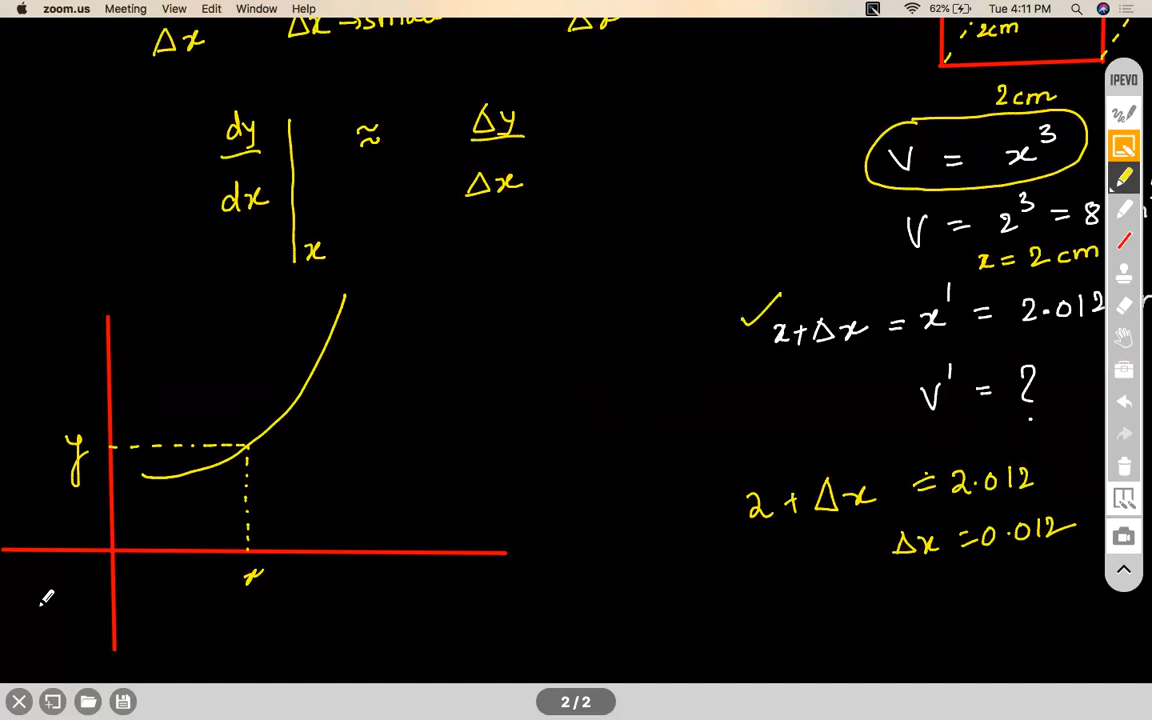 zoom.us Meeting View Edit Window Help 62% Tue 4:11 PM
Δx Δx →
2cm
IPEVO
2cm
dy/dx |x ≈ Δy/Δx
V = x³
V = 2³ = 8
x = 2cm
x+Δx = x' = 2.012
V' = ?
y
2 + Δx = 2.012
Δx = 0.012
x
2 / 2